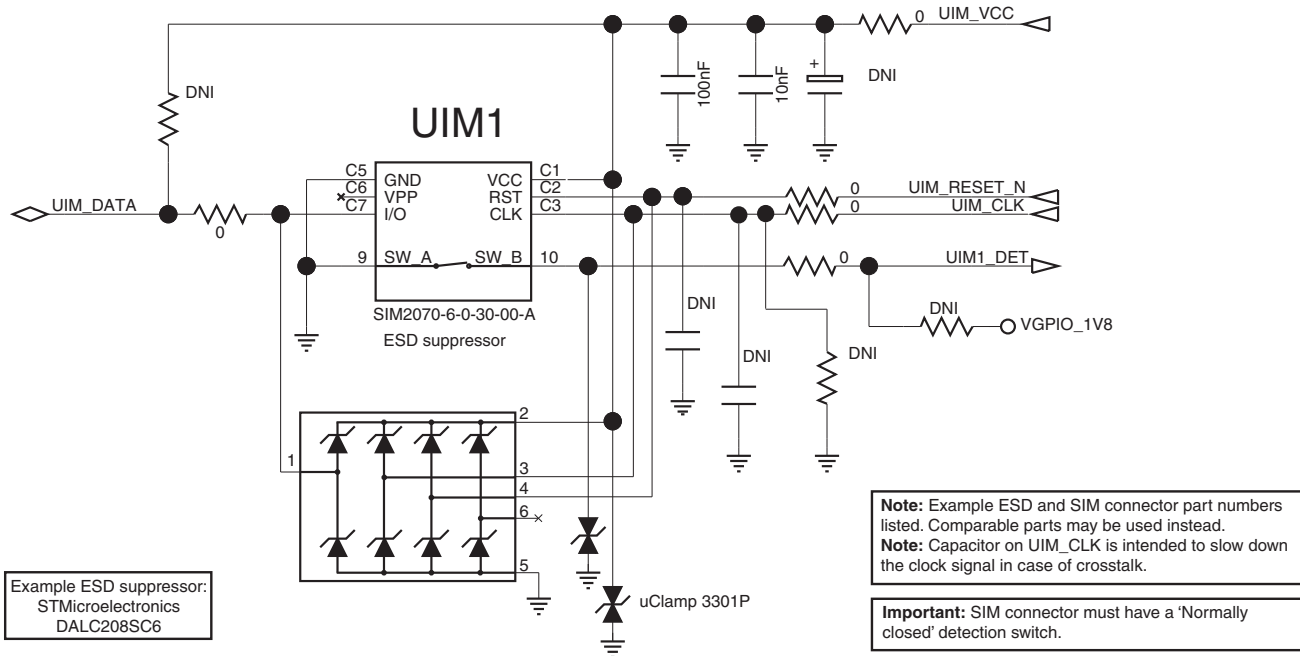 0 UIM_VCC
DNI
100nF
10nF
+
DNI
UIM1
C5 GND VCC C1
C6 VPP RST C2
C7 I/O CLK C3
UIM_DATA
0
0 UIM_RESET_N
0 UIM_CLK
9 SW_A SW_B 10
0 UIM1_DET
SIM2070-6-0-30-00-A
ESD suppressor
DNI
DNI
DNI
DNI
VGPIO_1V8
1
2
3
4
6
5
uClamp 3301P
Example ESD suppressor:
STMicroelectronics
DALC208SC6
Note: Example ESD and SIM connector part numbers
listed. Comparable parts may be used instead.
Note: Capacitor on UIM_CLK is intended to slow down
the clock signal in case of crosstalk.
Important: SIM connector must have a ‘Normally
closed’ detection switch.